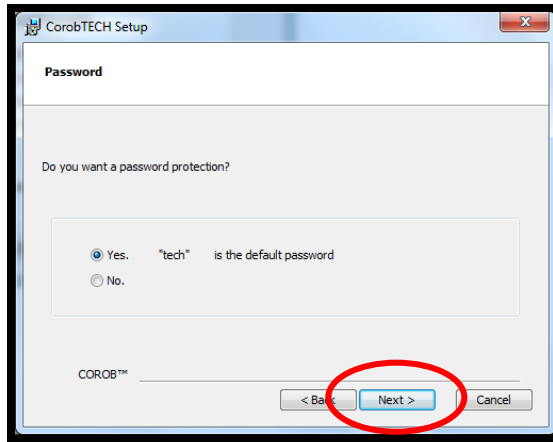 CorobTECH Setup
Password
Do you want a password protection?
Yes. "tech" is the default password
No.
COROB™
< Back Next > Cancel